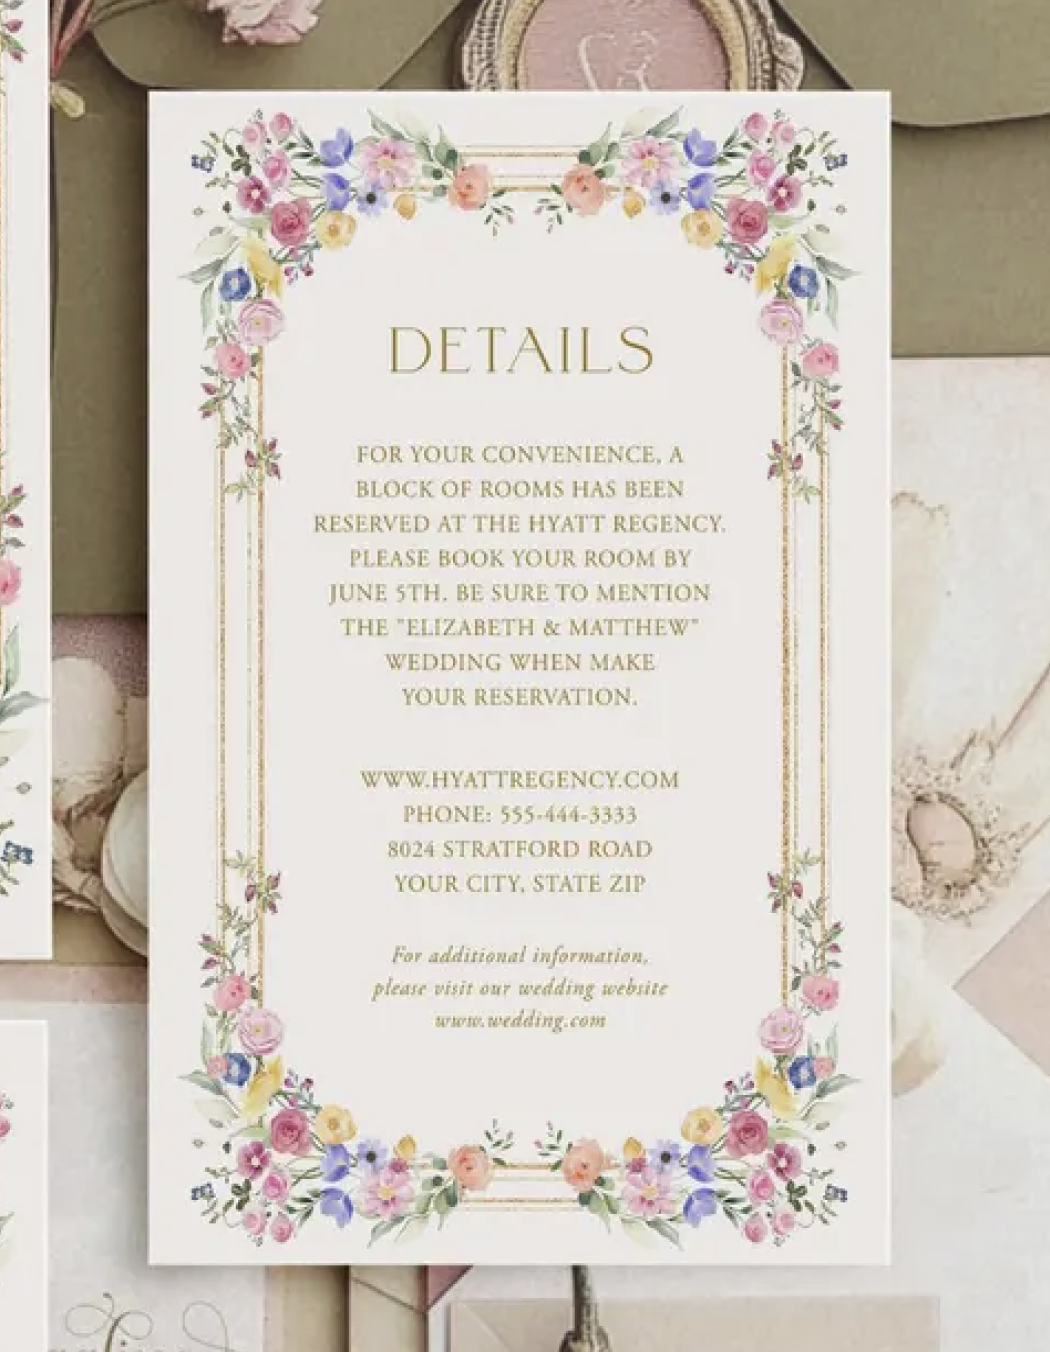 DETAILS
FOR YOUR CONVENIENCE, A
BLOCK OF ROOMS HAS BEEN
RESERVED AT THE HYATT REGENCY.
PLEASE BOOK YOUR ROOM BY
JUNE 5TH. BE SURE TO MENTION
THE "ELIZABETH & MATTHEW"
WEDDING WHEN MAKE
YOUR RESERVATION.
WWW.HYATTREGENCY.COM
PHONE: 555-444-3333
8024 STRATFORD ROAD
YOUR CITY, STATE ZIP
For additional information,
please visit our wedding website
www.wedding.com